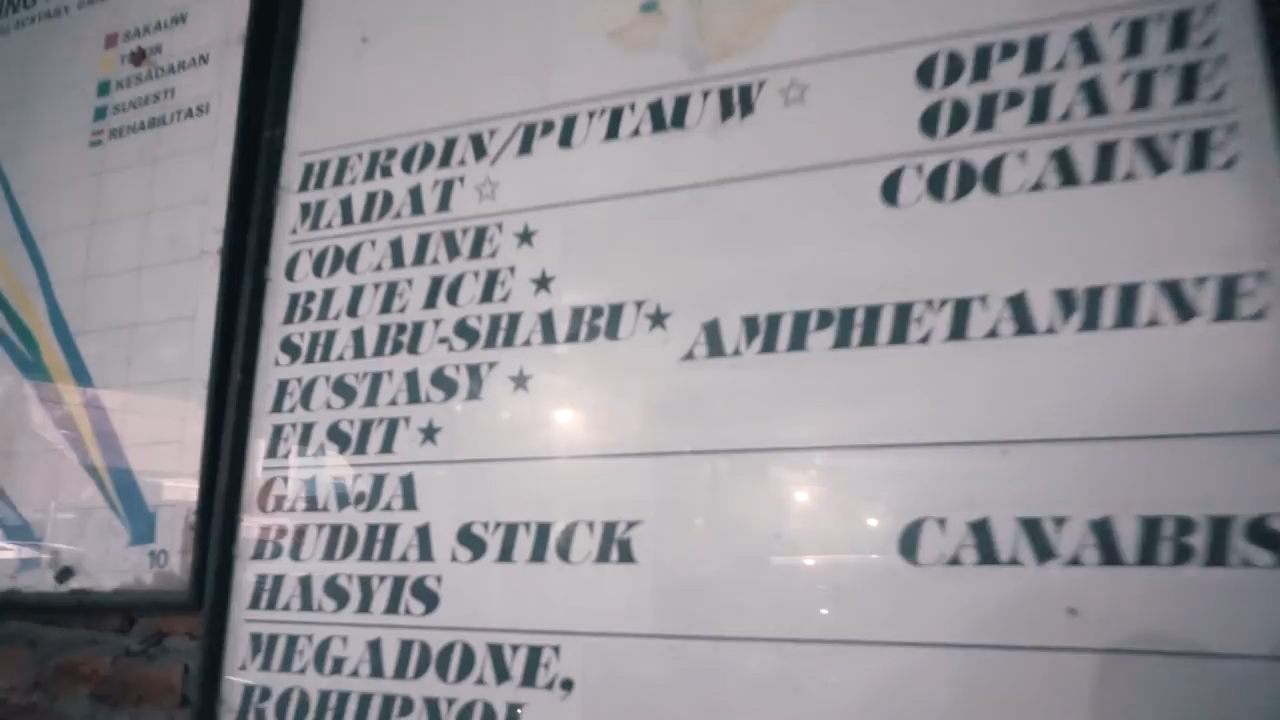 SAKAUW
KESADARAN
SUGESTI
REHABILITASI
10
HEROIN/PUTAUW ☆ OPIATE
MADAT ☆ OPIATE
COCAINE ★ COCAINE
BLUE ICE ★
SHABU-SHABU★ AMPHETAMINE
ECSTASY ★
ELSIT ★
GANJA
BUDHA STICK CANABIS
HASYIS
MEGADONE,
ROHIPNOL